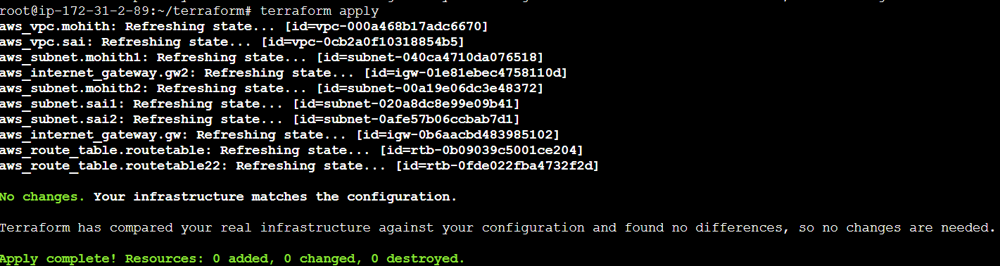 root@ip-172-31-2-89:~/terraform# terraform apply
aws_vpc.mohith: Refreshing state... [id=vpc-000a468b17adc6670]
aws_vpc.sai: Refreshing state... [id=vpc-0cb2a0f10318854b5]
aws_subnet.mohith1: Refreshing state... [id=subnet-040ca4710da076518]
aws_internet_gateway.gw2: Refreshing state... [id=igw-01e81ebec4758110d]
aws_subnet.mohith2: Refreshing state... [id=subnet-00a19e06dc3e48372]
aws_subnet.sai1: Refreshing state... [id=subnet-020a8dc8e99e09b41]
aws_subnet.sai2: Refreshing state... [id=subnet-0afe57b06ccbab7d1]
aws_internet_gateway.gw: Refreshing state... [id=igw-0b6aacbd483985102]
aws_route_table.routetable: Refreshing state... [id=rtb-0b09039c5001ce204]
aws_route_table.routetable22: Refreshing state... [id=rtb-0fde022fba4732f2d]
No changes. Your infrastructure matches the configuration.
Terraform has compared your real infrastructure against your configuration and found no differences, so no changes are needed.
Apply complete! Resources: 0 added, 0 changed, 0 destroyed.